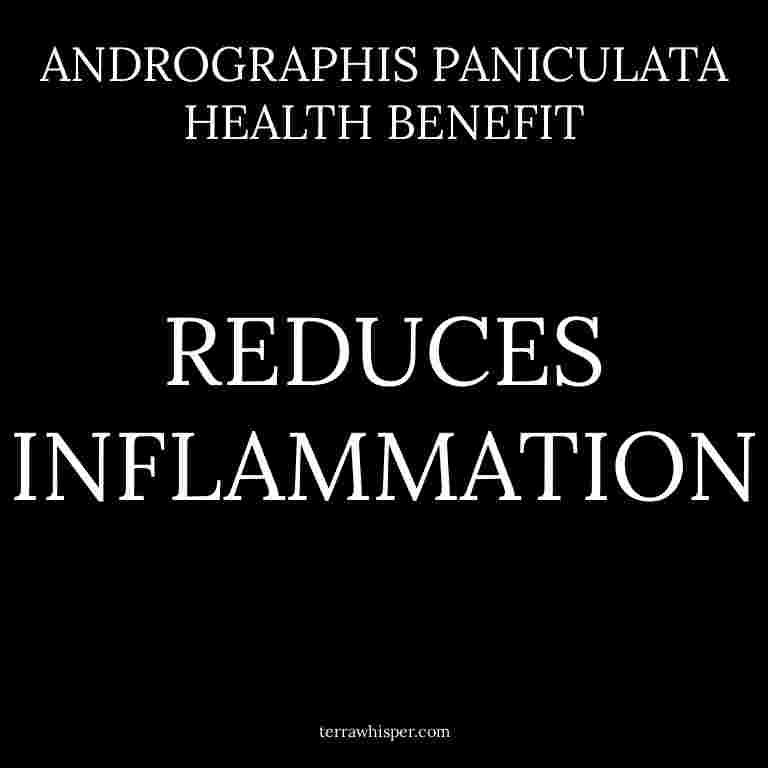 ANDROGRAPHIS PANICULATA
HEALTH BENEFIT
REDUCES
INFLAMMATION
terrawhisper.com